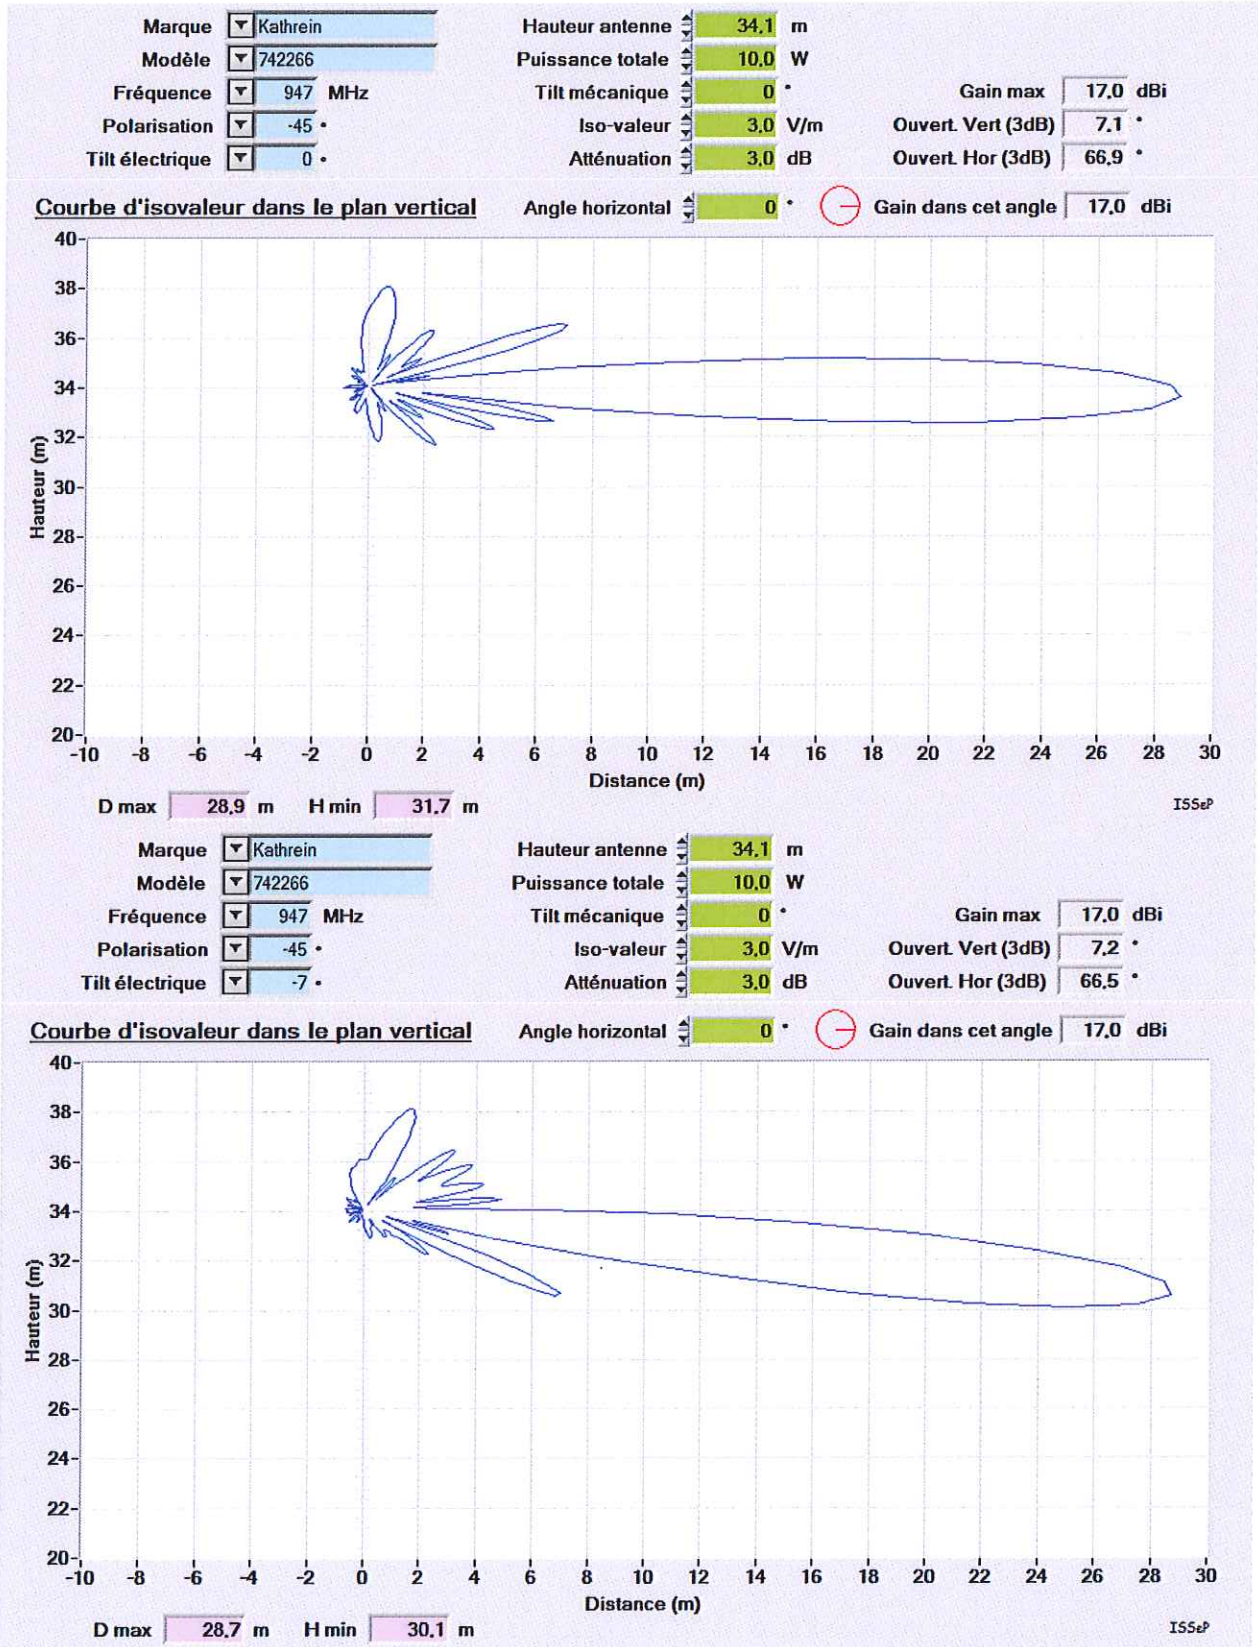 Marque Kathrein Hauteur antenne 34,1 m
Modèle 742266 Puissance totale 10,0 W
Fréquence 947 MHz Tilt mécanique 0 ° Gain max 17,0 dBi
Polarisation -45 ° Iso-valeur 3,0 V/m Ouvert. Vert (3dB) 7,1 °
Tilt électrique 0 ° Atténuation 3,0 dB Ouvert. Hor (3dB) 66,9 °
Courbe d'isovaleur dans le plan vertical Angle horizontal 0 ° Gain dans cet angle 17,0 dBi
40
38
36
34
32
30
28
26
24
22
20
Hauteur (m)
-10 -8 -6 -4 -2 0 2 4 6 8 10 12 14 16 18 20 22 24 26 28 30
Distance (m)
D max 28,9 m H min 31,7 m ISSeP
Marque Kathrein Hauteur antenne 34,1 m
Modèle 742266 Puissance totale 10,0 W
Fréquence 947 MHz Tilt mécanique 0 ° Gain max 17,0 dBi
Polarisation -45 ° Iso-valeur 3,0 V/m Ouvert. Vert (3dB) 7,2 °
Tilt électrique -7 ° Atténuation 3,0 dB Ouvert. Hor (3dB) 66,5 °
Courbe d'isovaleur dans le plan vertical Angle horizontal 0 ° Gain dans cet angle 17,0 dBi
40
38
36
34
32
30
28
26
24
22
20
Hauteur (m)
-10 -8 -6 -4 -2 0 2 4 6 8 10 12 14 16 18 20 22 24 26 28 30
Distance (m)
D max 28,7 m H min 30,1 m ISSeP